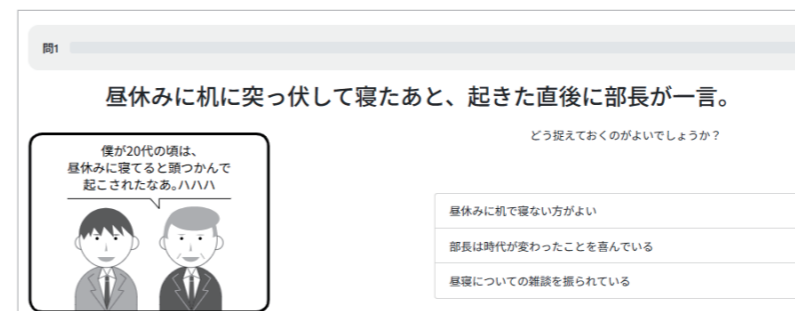 問1
昼休みに机に突っ伏して寝たあと、起きた直後に部長が一言。
僕が20代の頃は、
昼休みに寝てると頭つかんで
起こされたなあ。ハハハ
どう捉えておくのがよいでしょうか？
昼休みに机で寝ない方がよい
部長は時代が変わったことを喜んでいる
昼寝についての雑談を振られている